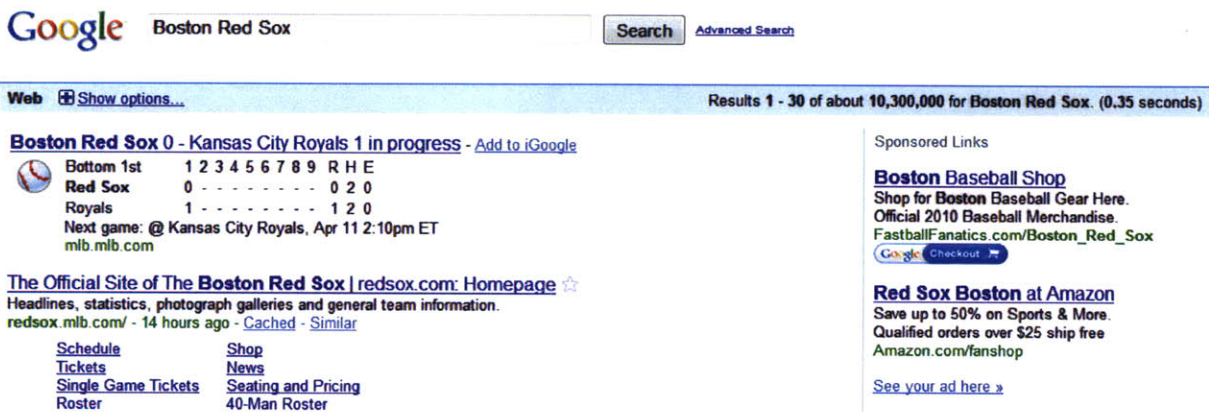 Google Boston Red Sox Search Advanced Search
Web Show options... Results 1 - 30 of about 10,300,000 for Boston Red Sox. (0.35 seconds)
Boston Red Sox 0 - Kansas City Royals 1 in progress - Add to iGoogle
Bottom 1st 1 2 3 4 5 6 7 8 9 R H E
Red Sox 0 - - - - - - - - 0 2 0
Royals 1 - - - - - - - - 1 2 0
Next game: @ Kansas City Royals, Apr 11 2:10pm ET
mlb.mlb.com
The Official Site of The Boston Red Sox | redsox.com: Homepage
Headlines, statistics, photograph galleries and general team information.
redsox.mlb.com/ - 14 hours ago - Cached - Similar
Schedule Shop
Tickets News
Single Game Tickets Seating and Pricing
Roster 40-Man Roster
Sponsored Links
Boston Baseball Shop
Shop for Boston Baseball Gear Here.
Official 2010 Baseball Merchandise.
FastballFanatics.com/Boston_Red_Sox
Google Checkout
Red Sox Boston at Amazon
Save up to 50% on Sports & More.
Qualified orders over $25 ship free
Amazon.com/fanshop
See your ad here »